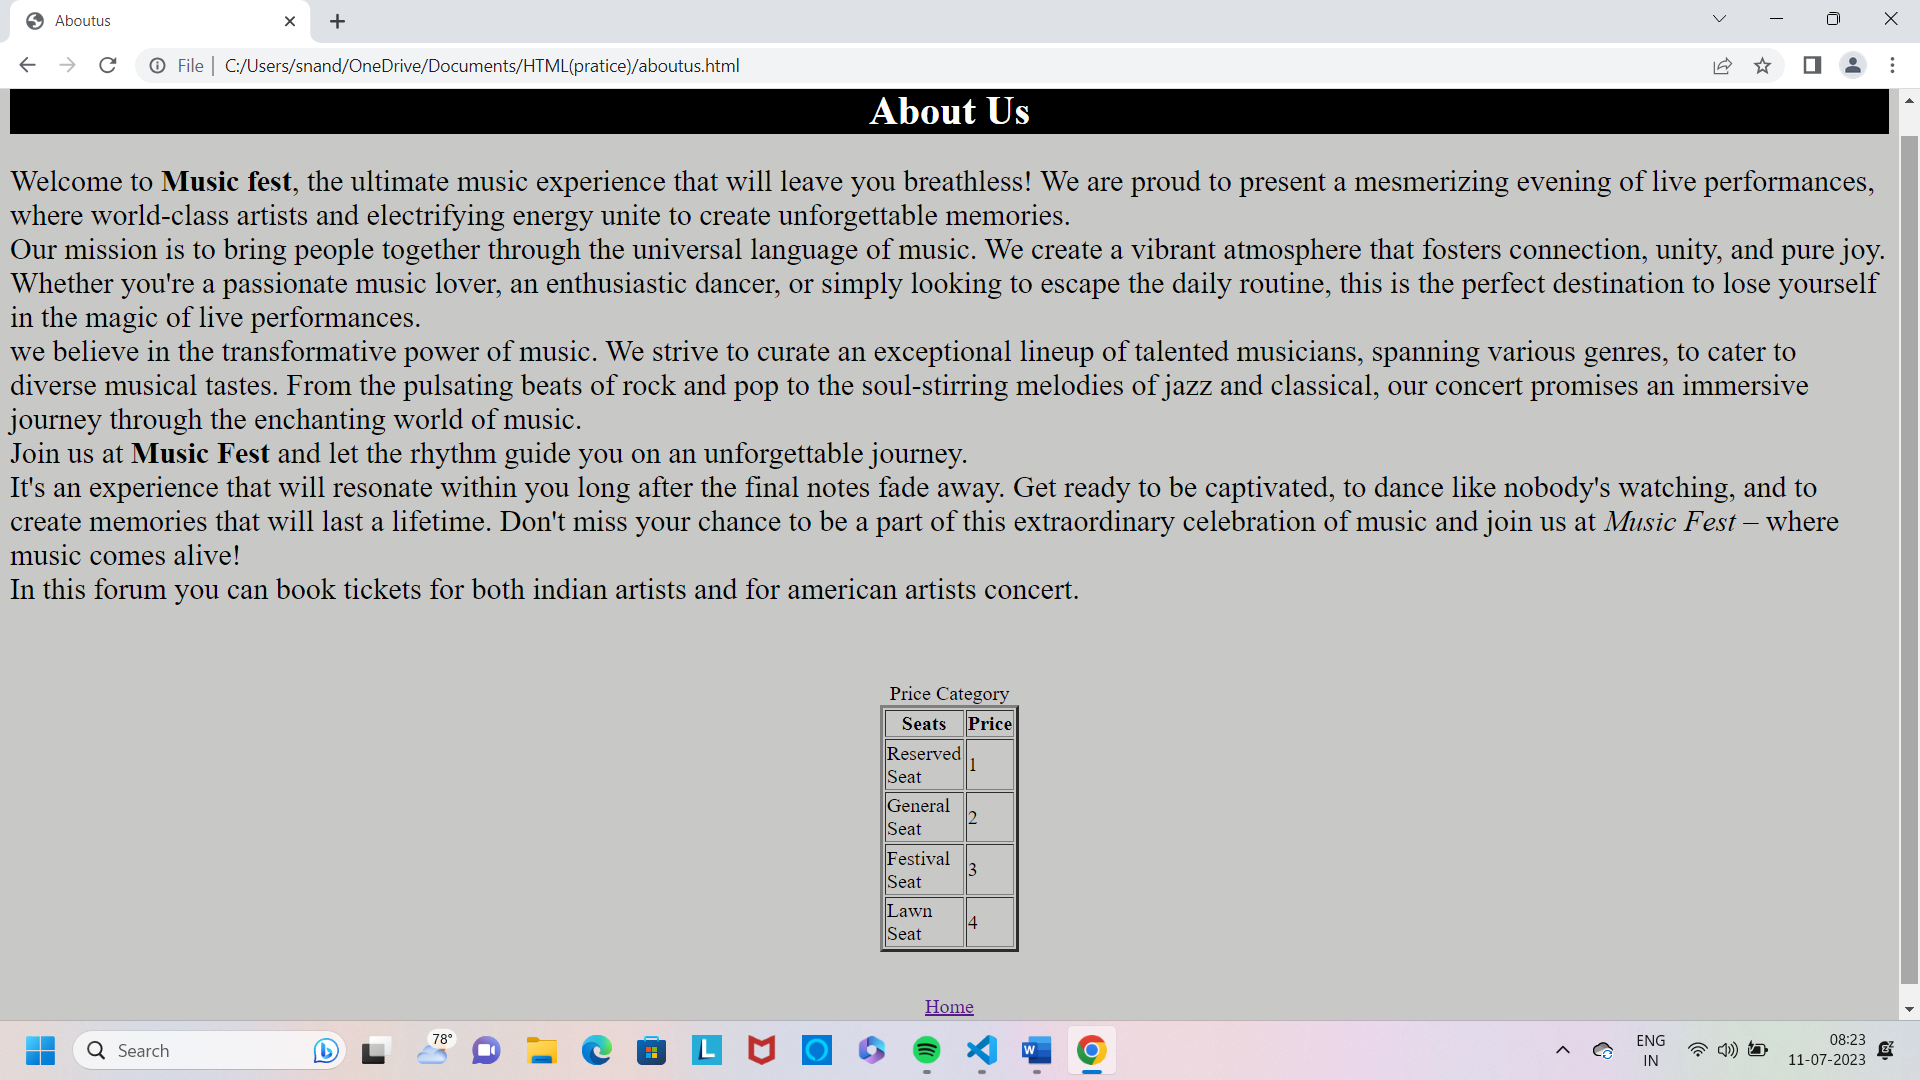 Aboutus
File
C:/Users/snand/OneDrive/Documents/HTML(pratice)/aboutus.html
About Us
Welcome to Music fest, the ultimate music experience that will leave you breathless! We are proud to present a mesmerizing evening of live performances,
where world-class artists and electrifying energy unite to create unforgettable memories.
Our mission is to bring people together through the universal language of music. We create a vibrant atmosphere that fosters connection, unity, and pure joy.
Whether you're a passionate music lover, an enthusiastic dancer, or simply looking to escape the daily routine, this is the perfect destination to lose yourself
in the magic of live performances.
we believe in the transformative power of music. We strive to curate an exceptional lineup of talented musicians, spanning various genres, to cater to
diverse musical tastes. From the pulsating beats of rock and pop to the soul-stirring melodies of jazz and classical, our concert promises an immersive
journey through the enchanting world of music.
Join us at Music Fest and let the rhythm guide you on an unforgettable journey.
It's an experience that will resonate within you long after the final notes fade away. Get ready to be captivated, to dance like nobody's watching, and to
create memories that will last a lifetime. Don't miss your chance to be a part of this extraordinary celebration of music and join us at Music Fest – where
music comes alive!
In this forum you can book tickets for both indian artists and for american artists concert.
Price Category
Seats Price
Reserved
Seat 1
General
Seat 2
Festival
Seat 3
Lawn
Seat 4
Home
Search
78°
L
W
ENG
IN
08:23
11-07-2023